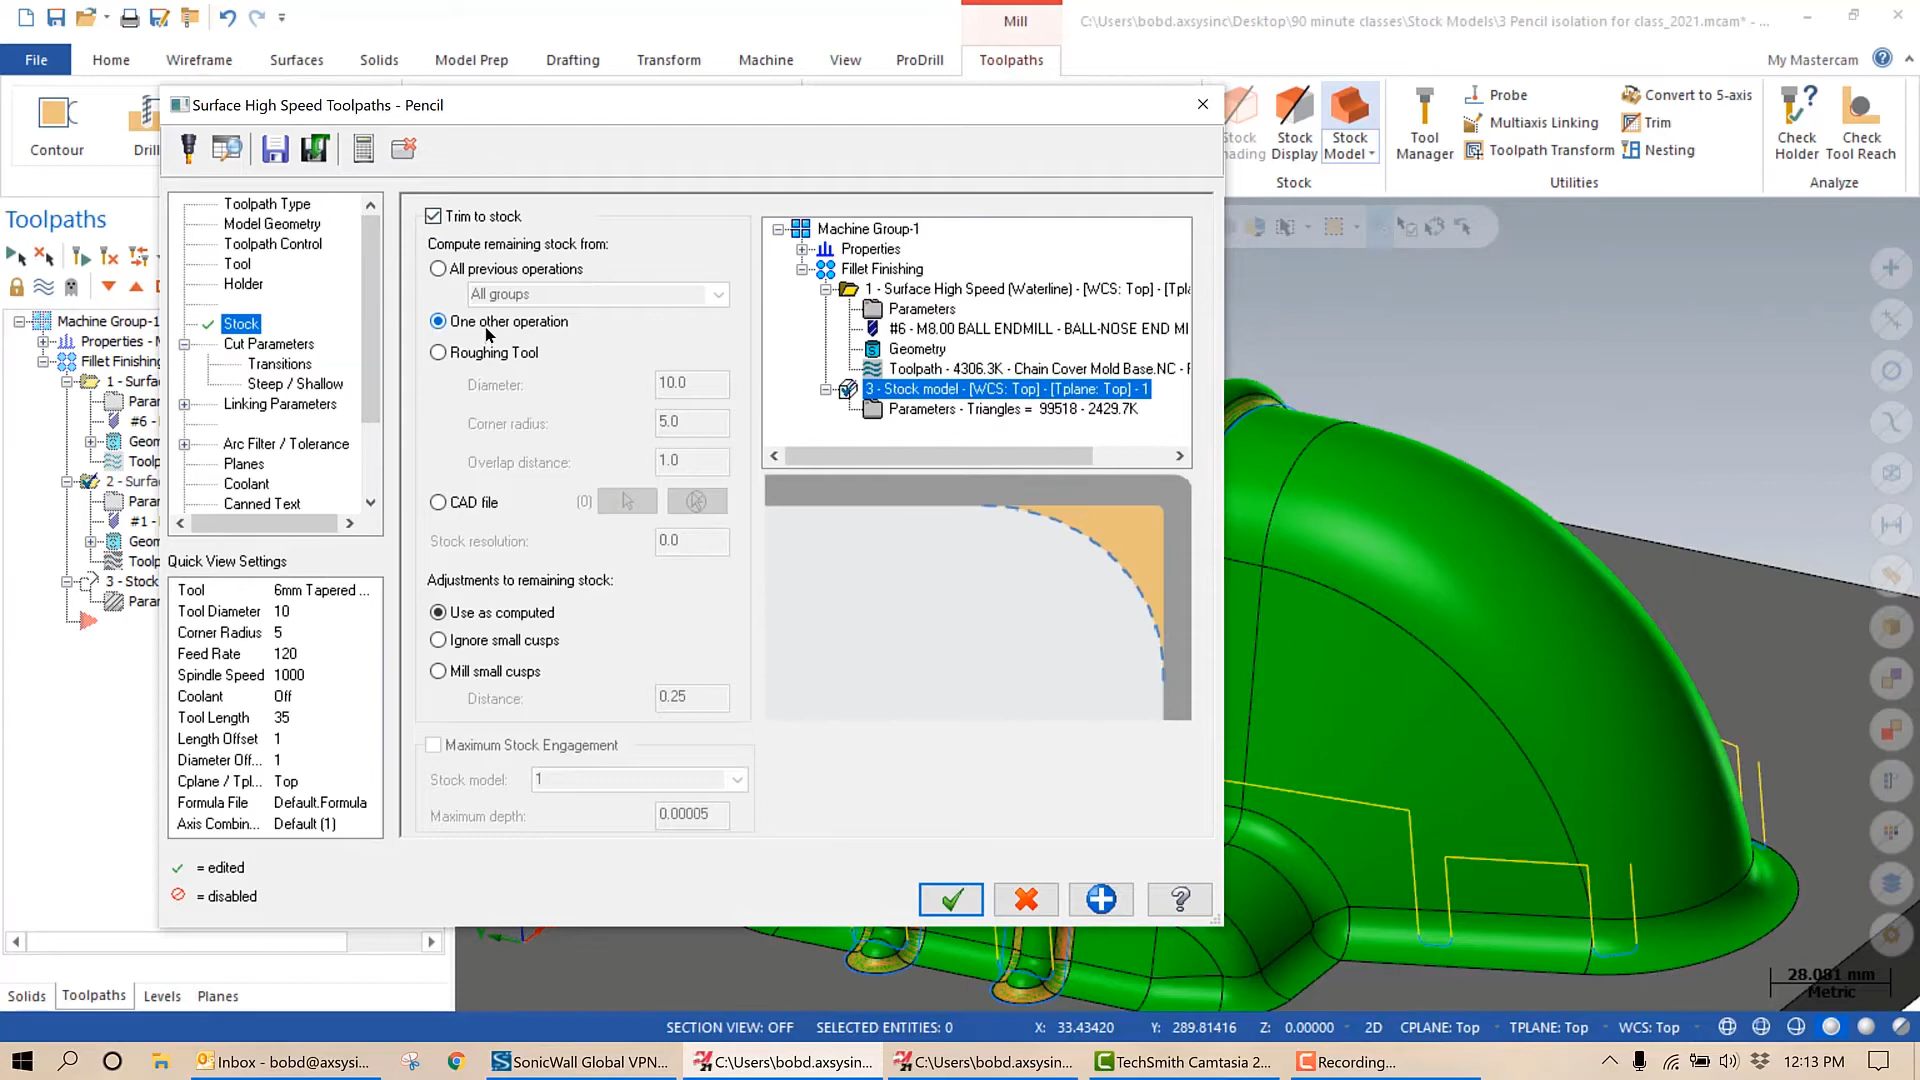 Mill
C:\Users\bobd.axsysinc\Desktop\90 minute classes\Stock Models\3 Pencil isolation for class_2021.mcam* - ...
File
Home
Wireframe
Surfaces
Solids
Model Prep
Drafting
Transform
Machine
View
ProDrill
Toolpaths
My Mastercam
Contour
Drill
Stock
Display
Stock
Model
Stock
Tool
Manager
Probe
Multiaxis Linking
Toolpath Transform
Convert to 5-axis
Trim
Nesting
Utilities
Check
Holder
Check
Tool Reach
Analyze
Surface High Speed Toolpaths - Pencil
Toolpaths
Machine Group-1
Properties - M
Fillet Finishing
1 - Surfac
Parar
#6 -
Geom
Toolp
2 - Surfa
Parar
#1 -
Geom
Toolp
3 - Stock
Parar
Toolpath Type
Model Geometry
Toolpath Control
Tool
Holder
Stock
Cut Parameters
Transitions
Steep / Shallow
Linking Parameters
Arc Filter / Tolerance
Planes
Coolant
Canned Text
Quick View Settings
Tool 6mm Tapered ...
Tool Diameter 10
Corner Radius 5
Feed Rate 120
Spindle Speed 1000
Coolant Off
Tool Length 35
Length Offset 1
Diameter Off... 1
Cplane / Tpl... Top
Formula File Default.Formula
Axis Combin... Default (1)
= edited
= disabled
Trim to stock
Compute remaining stock from:
All previous operations
All groups
One other operation
Roughing Tool
Diameter: 10.0
Corner radius: 5.0
Overlap distance: 1.0
CAD file (0)
Stock resolution: 0.0
Adjustments to remaining stock:
Use as computed
Ignore small cusps
Mill small cusps
Distance: 0.25
Maximum Stock Engagement
Stock model: 1
Maximum depth: 0.00005
Machine Group-1
Properties
Fillet Finishing
1 - Surface High Speed (Waterline) - [WCS: Top] - [Tpla
Parameters
#6 - M8.00 BALL ENDMILL - BALL-NOSE END MI
Geometry
Toolpath - 4306.3K - Chain Cover Mold Base.NC - F
3 - Stock model - [WCS: Top] - [Tplane: Top] - 1
Parameters - Triangles = 99518 - 2429.7K
28.081 mm
Metric
Solids
Toolpaths
Levels
Planes
SECTION VIEW: OFF
SELECTED ENTITIES: 0
X: 33.43420
Y: 289.81416
Z: 0.00000
2D
CPLANE: Top
TPLANE: Top
WCS: Top
Inbox - bobd@axsysi...
SonicWall Global VPN...
C:\Users\bobd.axsysin...
C:\Users\bobd.axsysin...
TechSmith Camtasia 2...
Recording...
12:13 PM